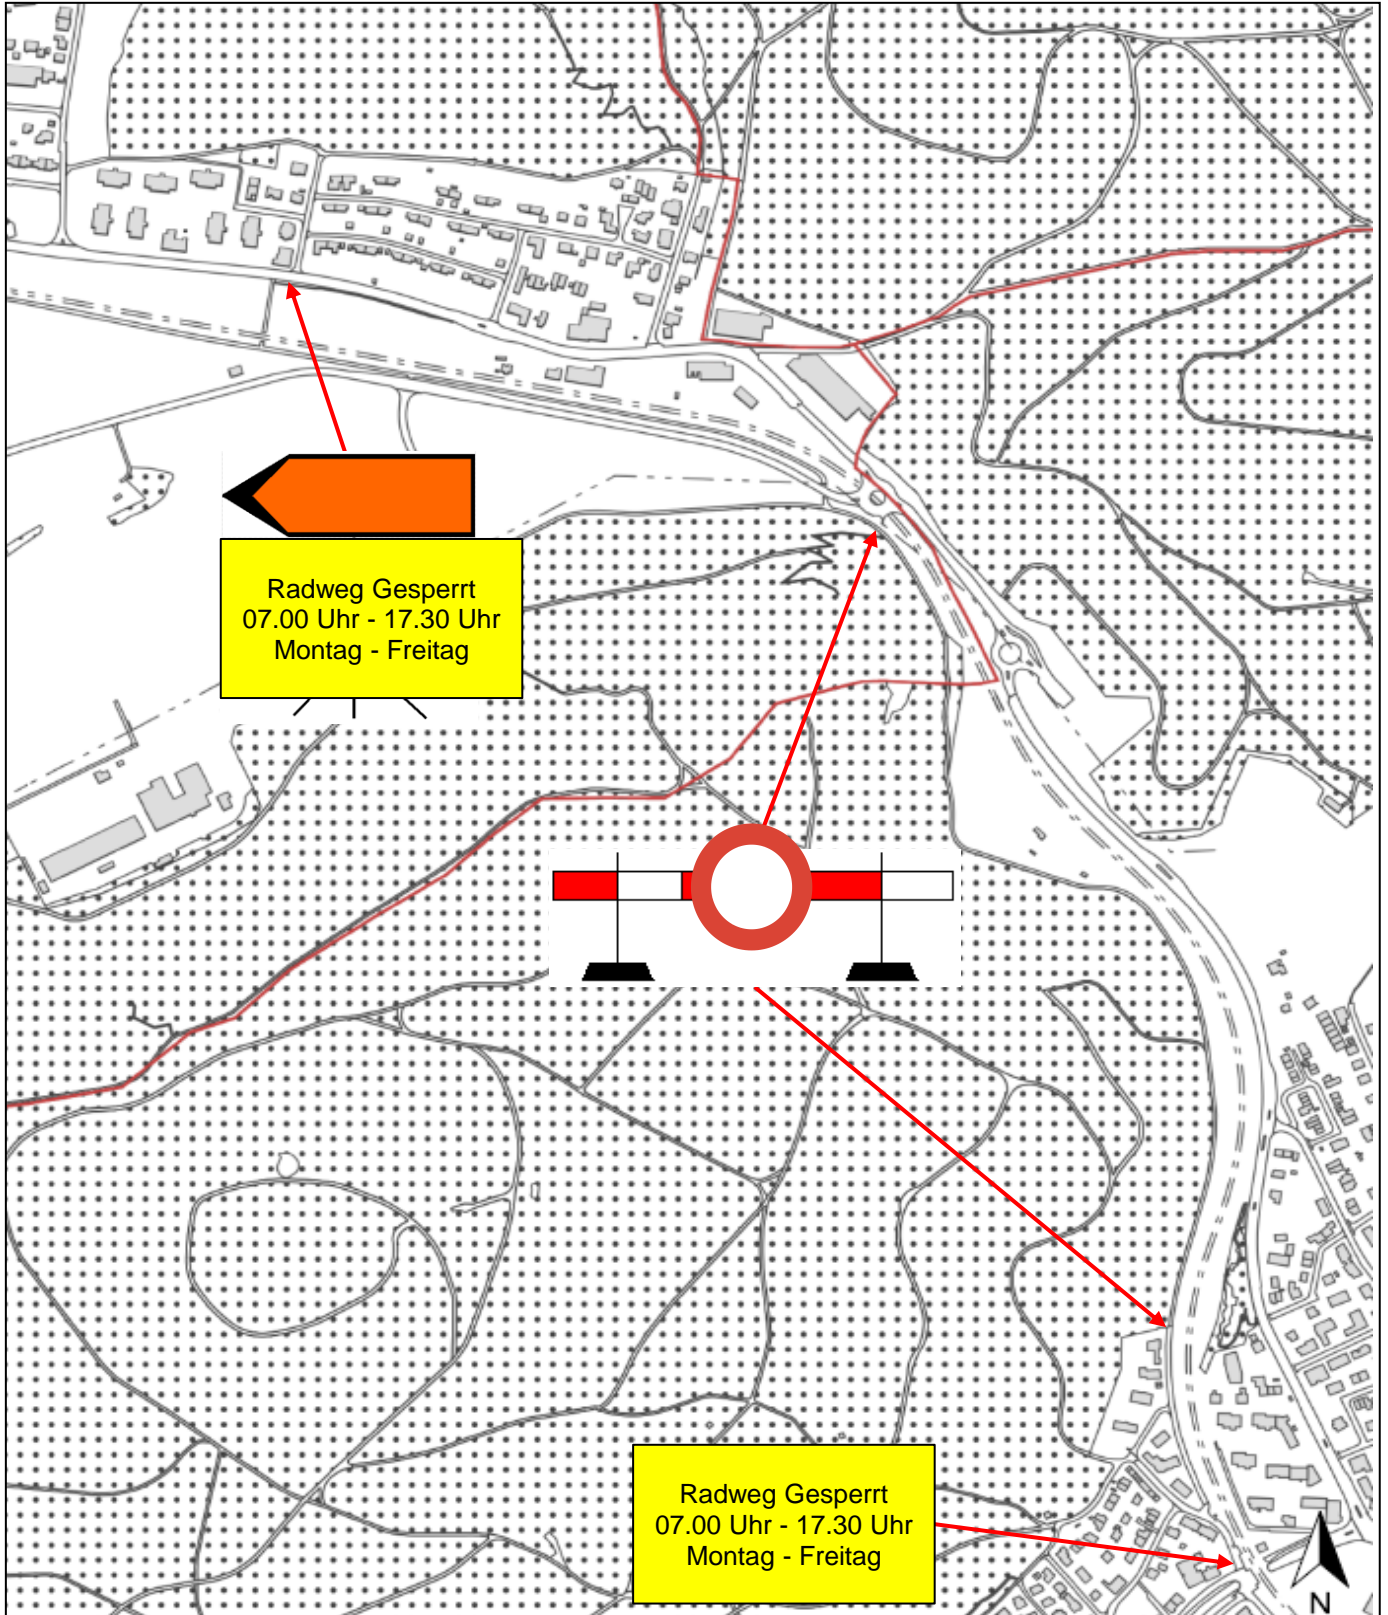 Radweg Gesperrt
07.00 Uhr - 17.30 Uhr
Montag - Freitag
Radweg Gesperrt
07.00 Uhr - 17.30 Uhr
Montag - Freitag
N